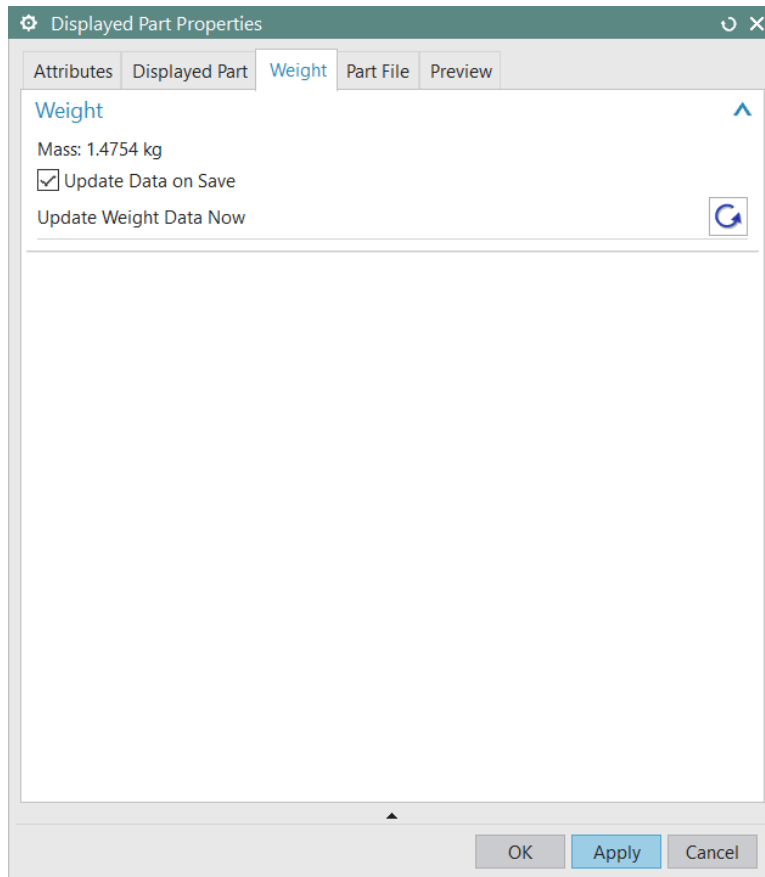 Displayed Part Properties
Attributes Displayed Part Weight Part File Preview
Weight
Mass: 1.4754 kg
Update Data on Save
Update Weight Data Now
OK Apply Cancel